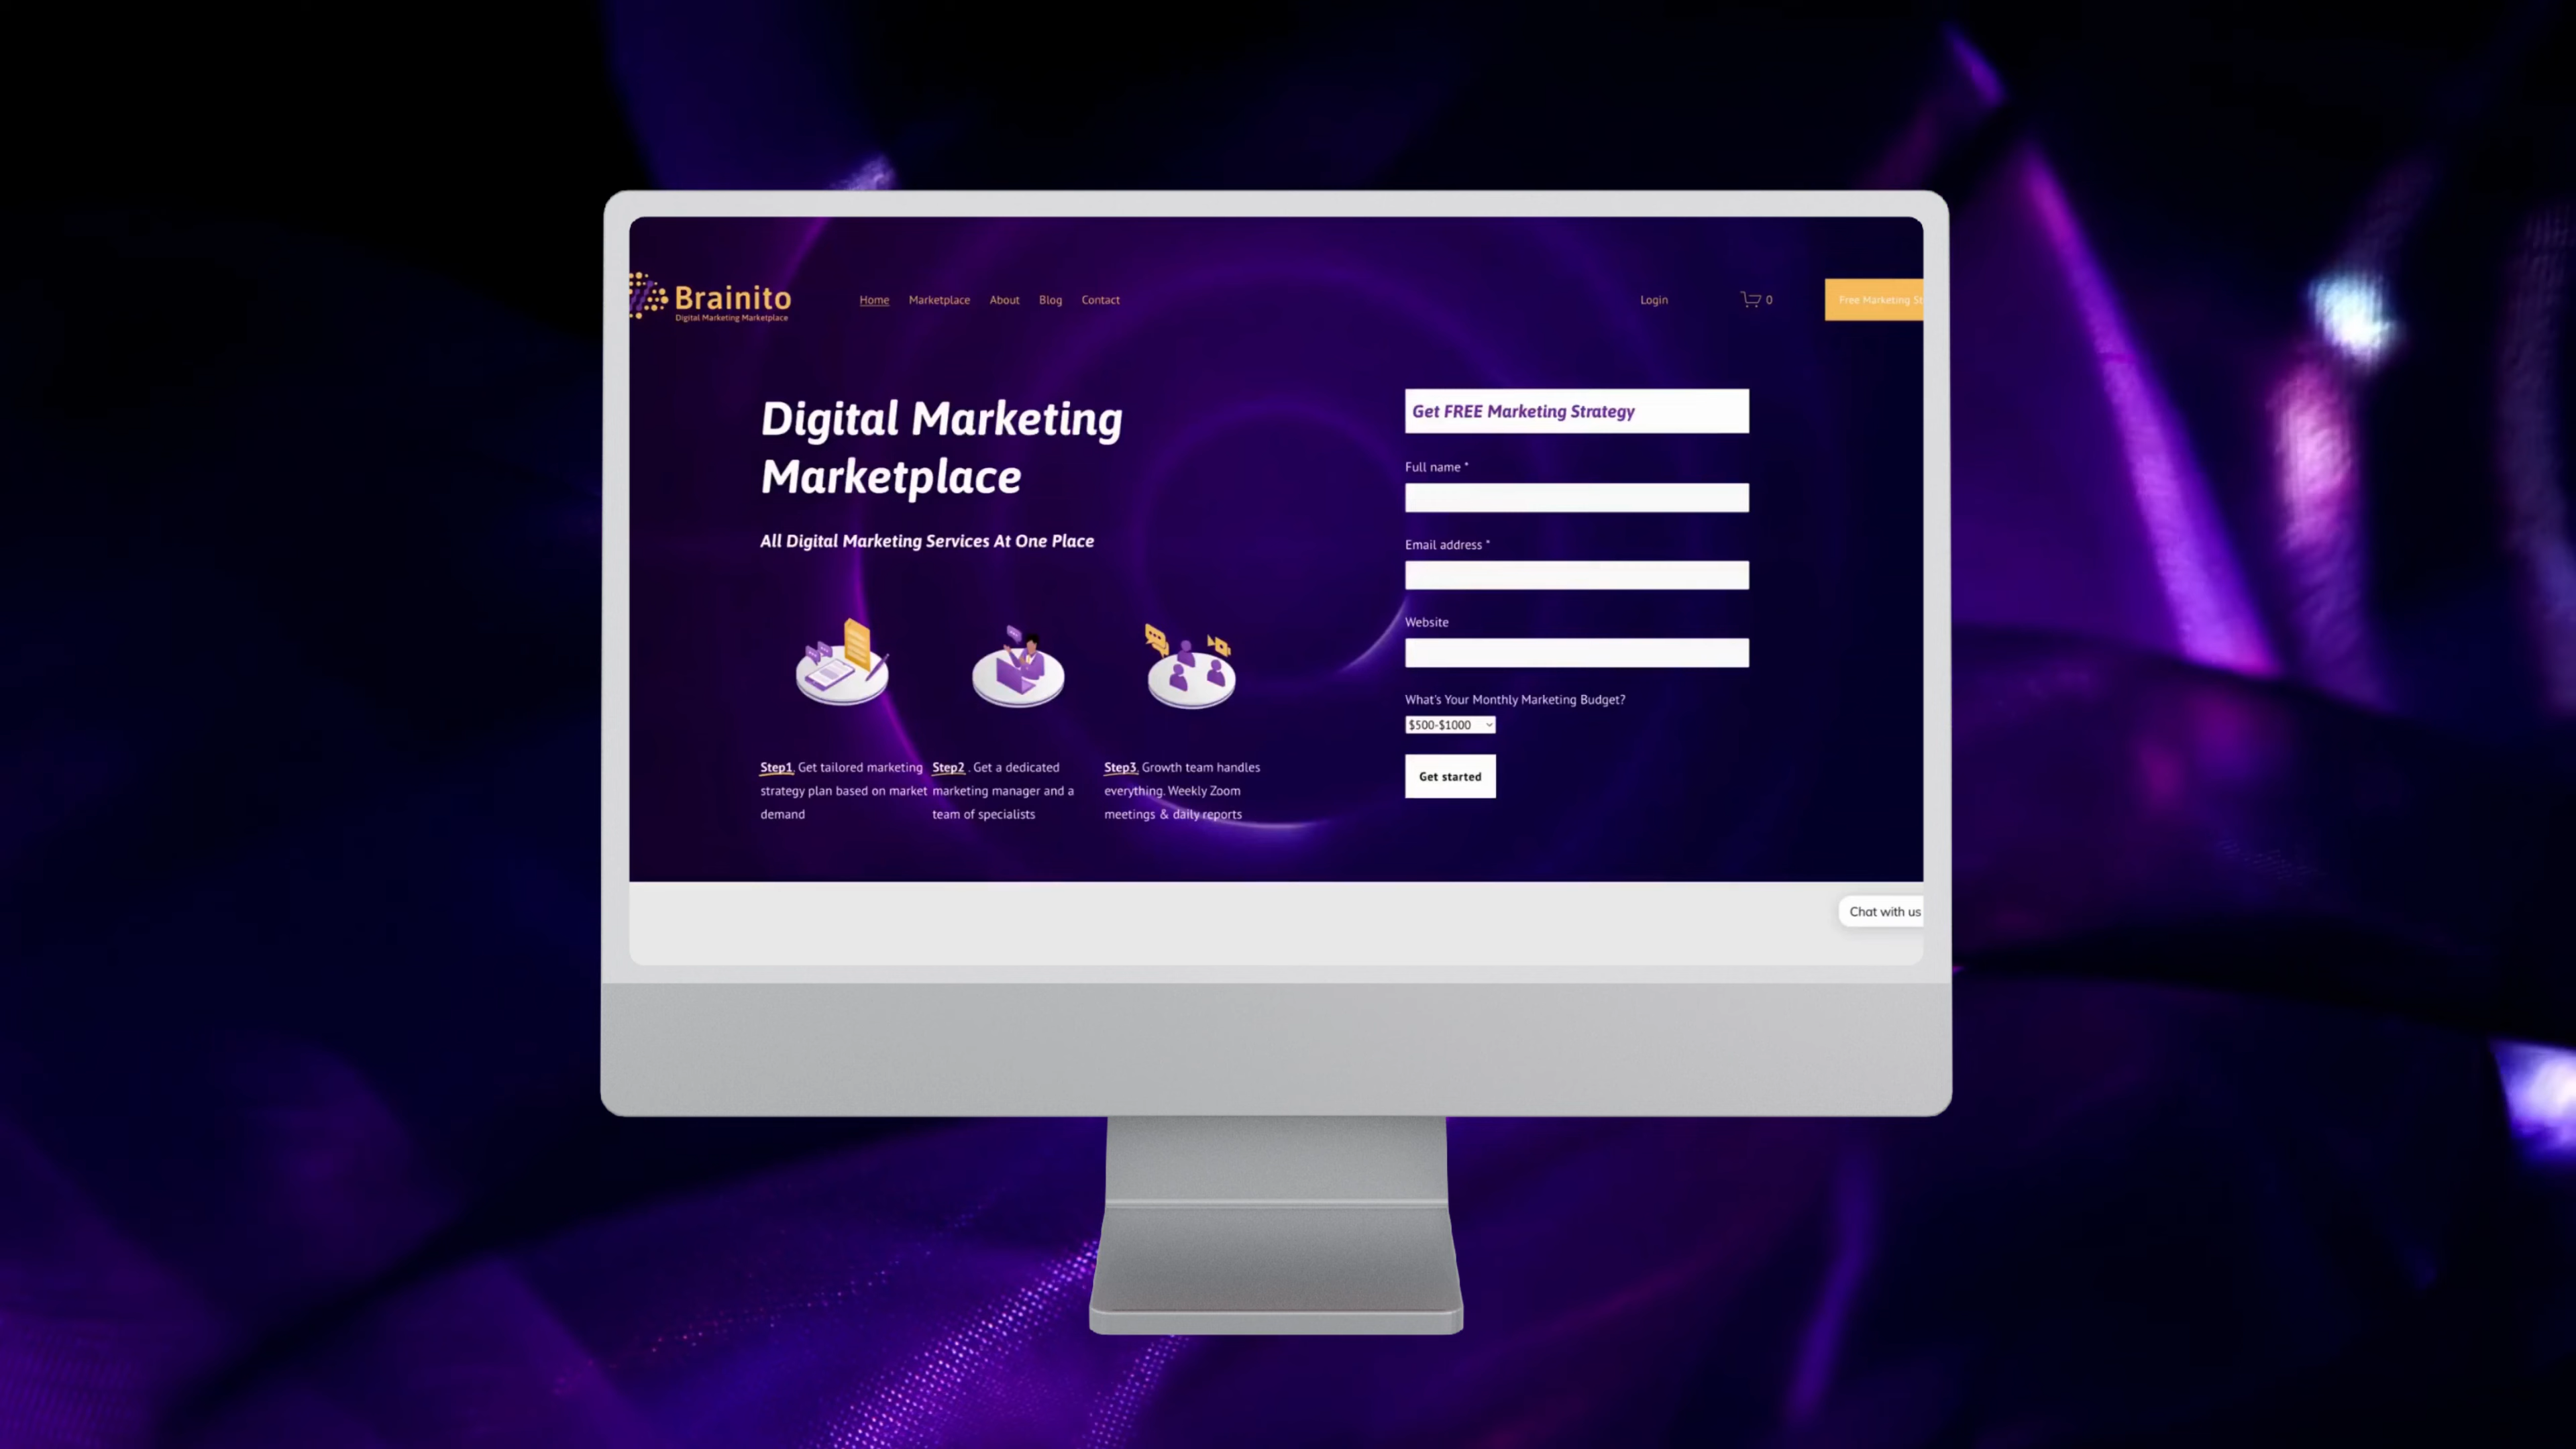 Brainito
Digital Marketing Marketplace
Home Marketplace About Blog Contact
Login
0
Free Marketing
Digital Marketing
Marketplace
All Digital Marketing Services At One Place
Step1. Get tailored marketing
strategy plan based on market
demand
Step2 . Get a dedicated
marketing manager and a
team of specialists
Step3. Growth team handles
everything. Weekly Zoom
meetings & daily reports
Get FREE Marketing Strategy
Full name *
Email address *
Website
What's Your Monthly Marketing Budget?
$500-$1000
Get started
Chat with us